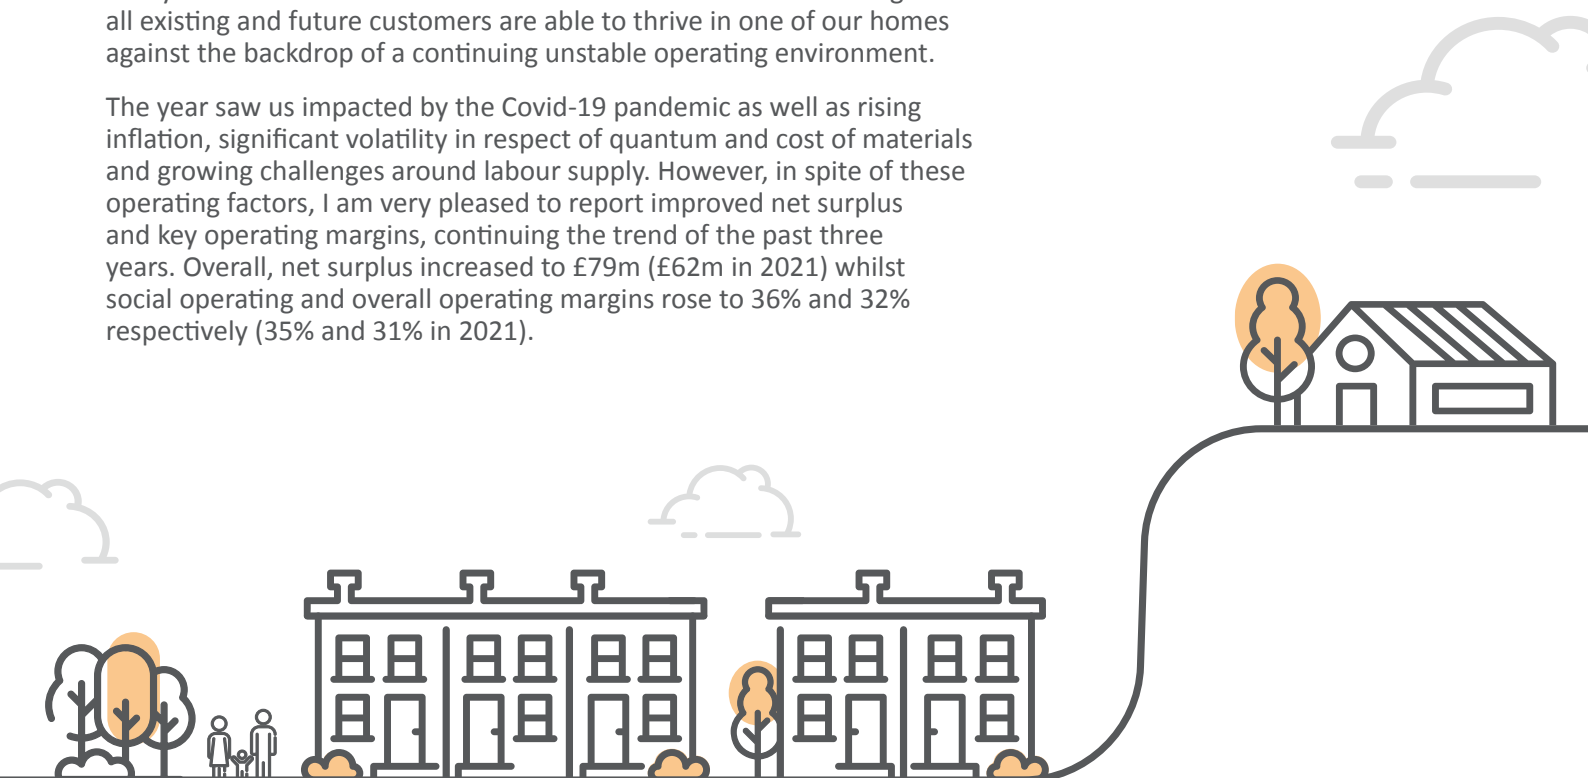 all existing and future customers are able to thrive in one of our homes
against the backdrop of a continuing unstable operating environment.
The year saw us impacted by the Covid-19 pandemic as well as rising
inflation, significant volatility in respect of quantum and cost of materials
and growing challenges around labour supply. However, in spite of these
operating factors, I am very pleased to report improved net surplus
and key operating margins, continuing the trend of the past three
years. Overall, net surplus increased to £79m (£62m in 2021) whilst
social operating and overall operating margins rose to 36% and 32%
respectively (35% and 31% in 2021).